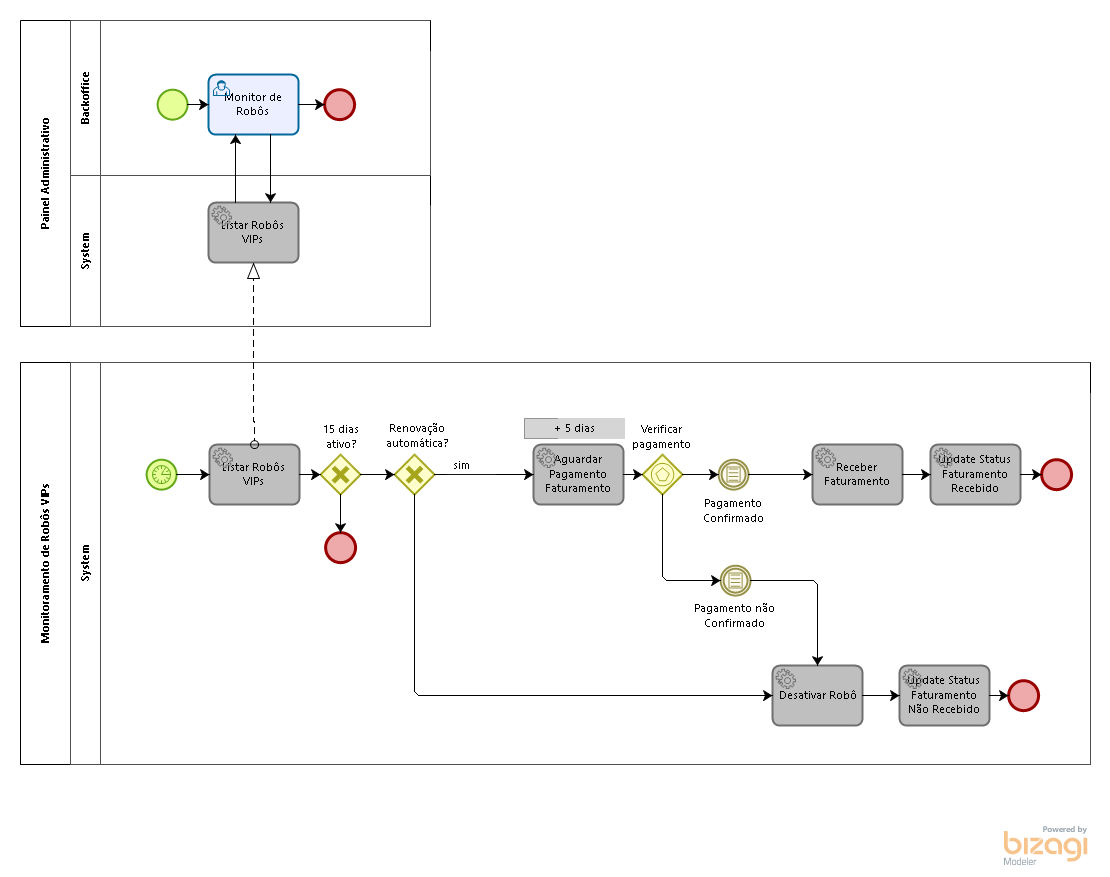 Painel Administrativo
Backoffice
Monitor de
Robôs
System
Listar Robôs
VIPs
Monitoramento de Robôs VIPs
System
Listar Robôs
VIPs
15 dias
ativo?
Renovação
automática?
sim
+ 5 dias
Aguardar
Pagamento
Faturamento
Verificar
pagamento
Pagamento
Confirmado
Receber
Faturamento
Update Status
Faturamento
Recebido
Pagamento não
Confirmado
Desativar Robô
Update Status
Faturamento
Não Recebido
Powered by
bizagi
Modeler